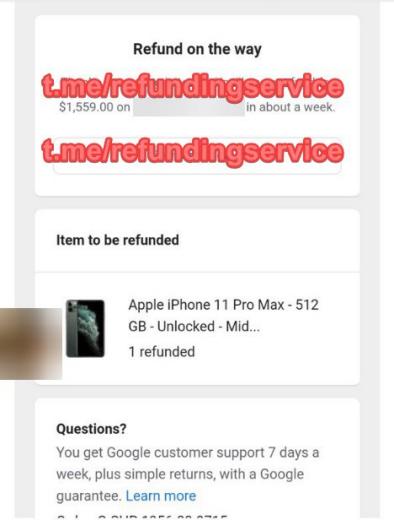 Refund on the way
t.me/refundingservice
$1,559.00 on in about a week.
t.me/refundingservice
Item to be refunded
Apple iPhone 11 Pro Max - 512
GB - Unlocked - Mid...
1 refunded
Questions?
You get Google customer support 7 days a
week, plus simple returns, with a Google
guarantee. Learn more